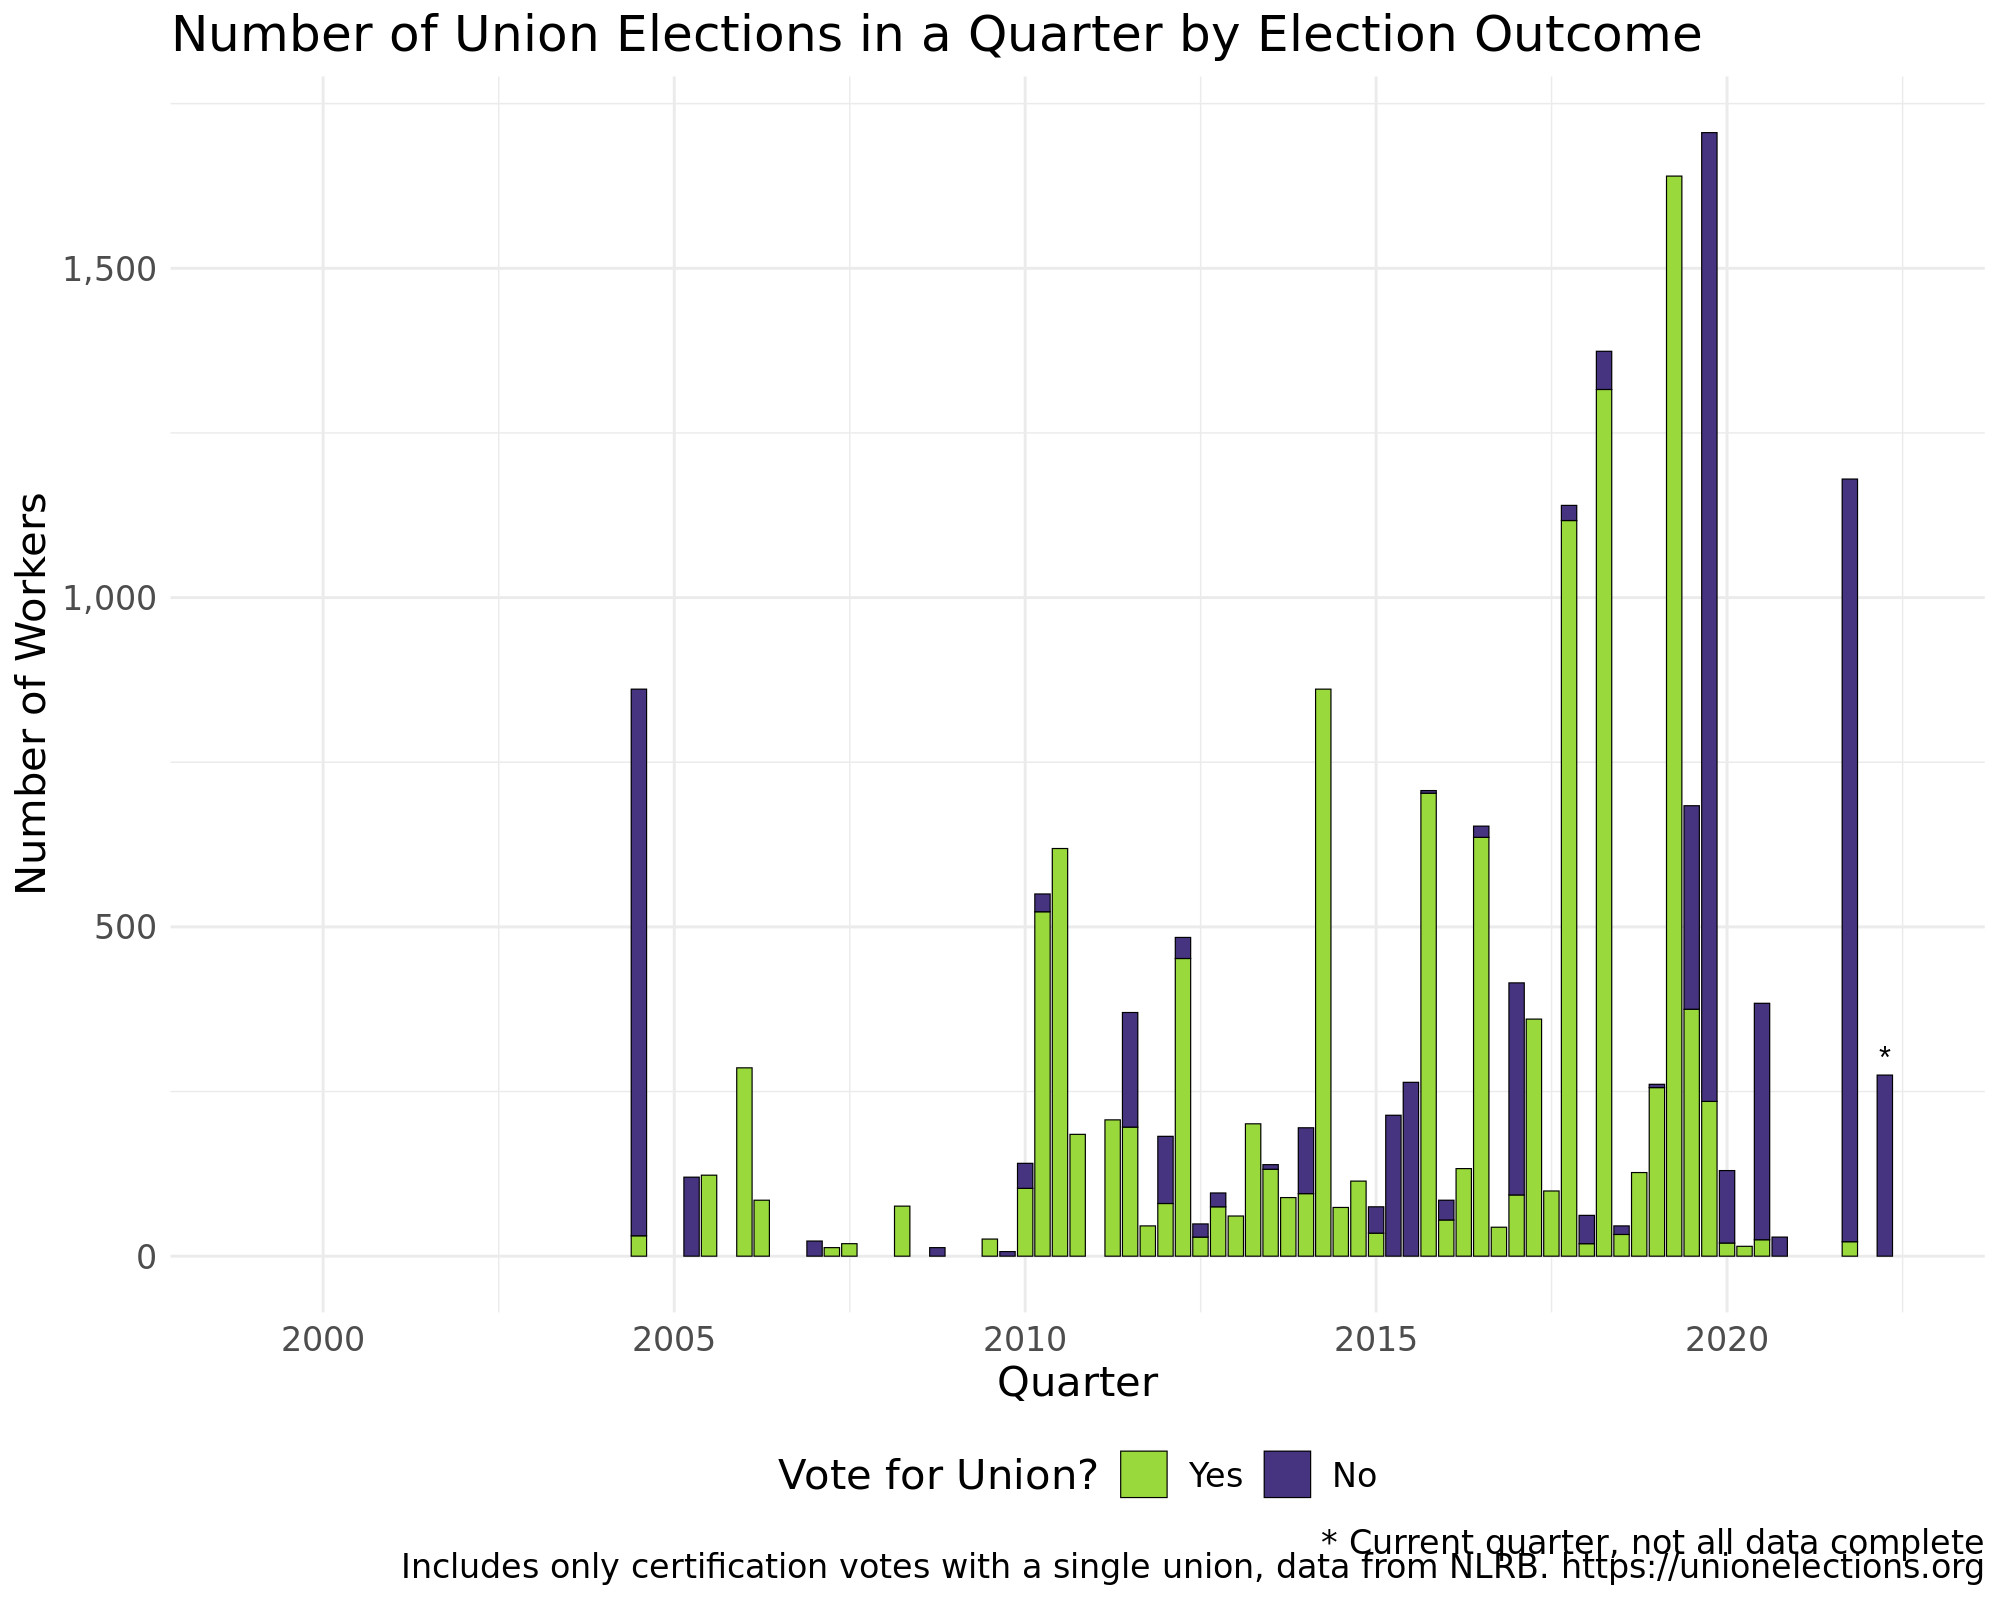 Number of Union Elections in a Quarter by Election Outcome
Number of Workers
1,500
1,000
500
0
*
2000 2005 2010 2015 2020
Quarter
Vote for Union? Yes No
* Current quarter, not all data complete
Includes only certification votes with a single union, data from NLRB. https://unionelections.org